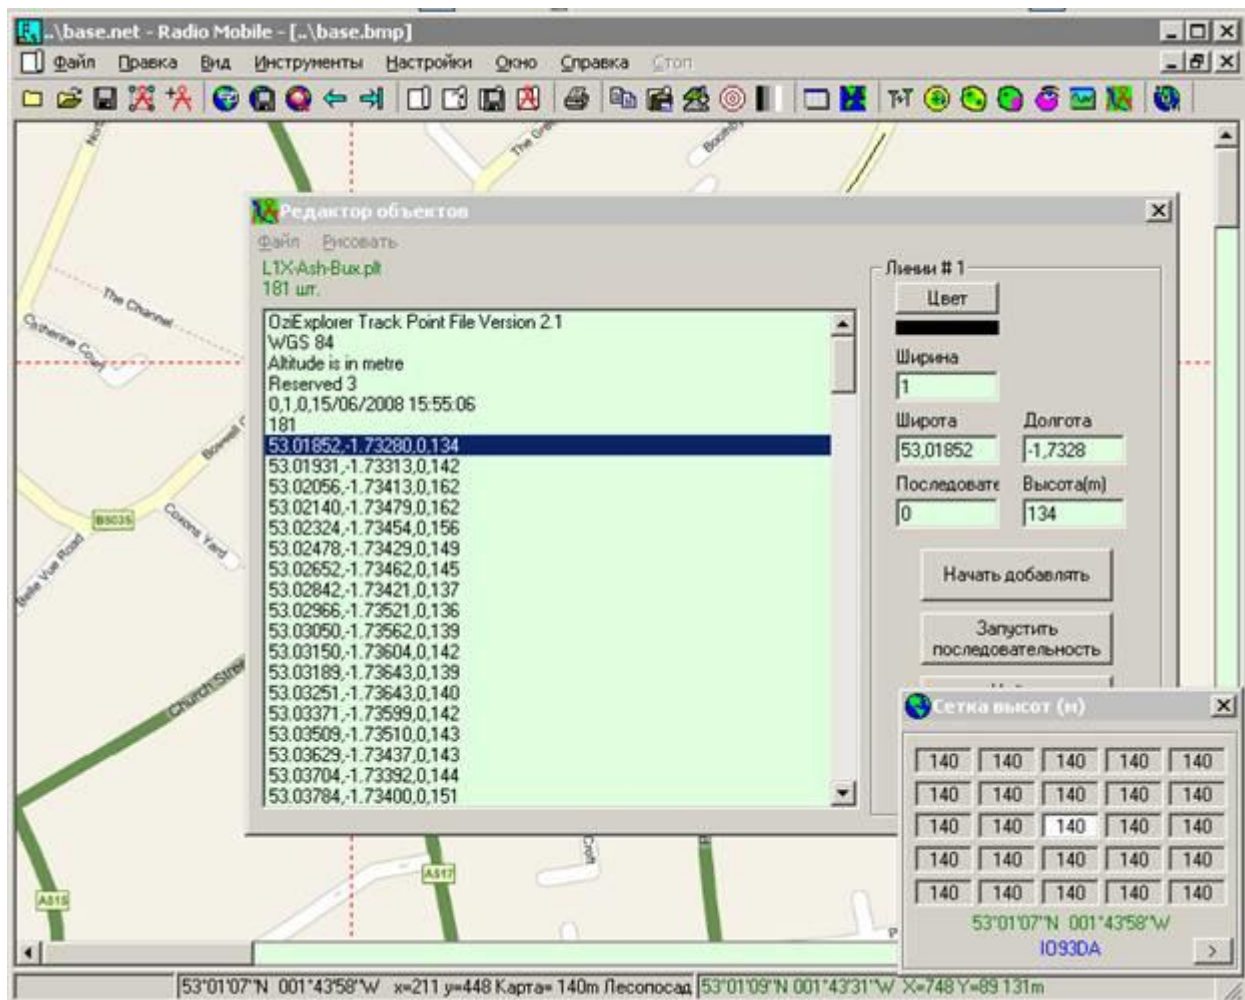 ..\base.net - Radio Mobile - [..\base.bmp]
Файл Правка Вид Инструменты Настройки Окно Справка Стоп
The Channel
Catherine Court
B5035
Coxons Yard
Belle Vue Road
Church Street
A515
A517
Croft
Редактор объектов
Файл Рисовать
L1X-Ash-Bux.plt
181 шт.
OziExplorer Track Point File Version 2.1
WGS 84
Altitude is in metre
Reserved 3
0,1,0,15/06/2008 15:55:06
181
53.01852,-1.73280,0,134
53.01931,-1.73313,0,142
53.02056,-1.73413,0,162
53.02140,-1.73479,0,162
53.02324,-1.73454,0,156
53.02478,-1.73429,0,149
53.02652,-1.73462,0,145
53.02842,-1.73421,0,137
53.02966,-1.73521,0,136
53.03050,-1.73562,0,139
53.03150,-1.73604,0,142
53.03189,-1.73643,0,139
53.03251,-1.73643,0,140
53.03371,-1.73599,0,142
53.03509,-1.73510,0,143
53.03629,-1.73437,0,143
53.03704,-1.73392,0,144
53.03784,-1.73400,0,151
Линии # 1
Цвет
Ширина
1
Широта Долгота
53,01852 -1,7328
Последовате Высота(m)
0 134
Начать добавлять
Запустить
последовательность
Сетка высот (м)
140 140 140 140 140
140 140 140 140 140
140 140 140 140 140
140 140 140 140 140
140 140 140 140 140
53°01'07"N 001°43'58"W
IO93DA
>
53°01'07"N 001°43'58"W x=211 y=448 Карта= 140m Лесопосад 53°01'09"N 001°43'31"W X=748 Y=89 131m